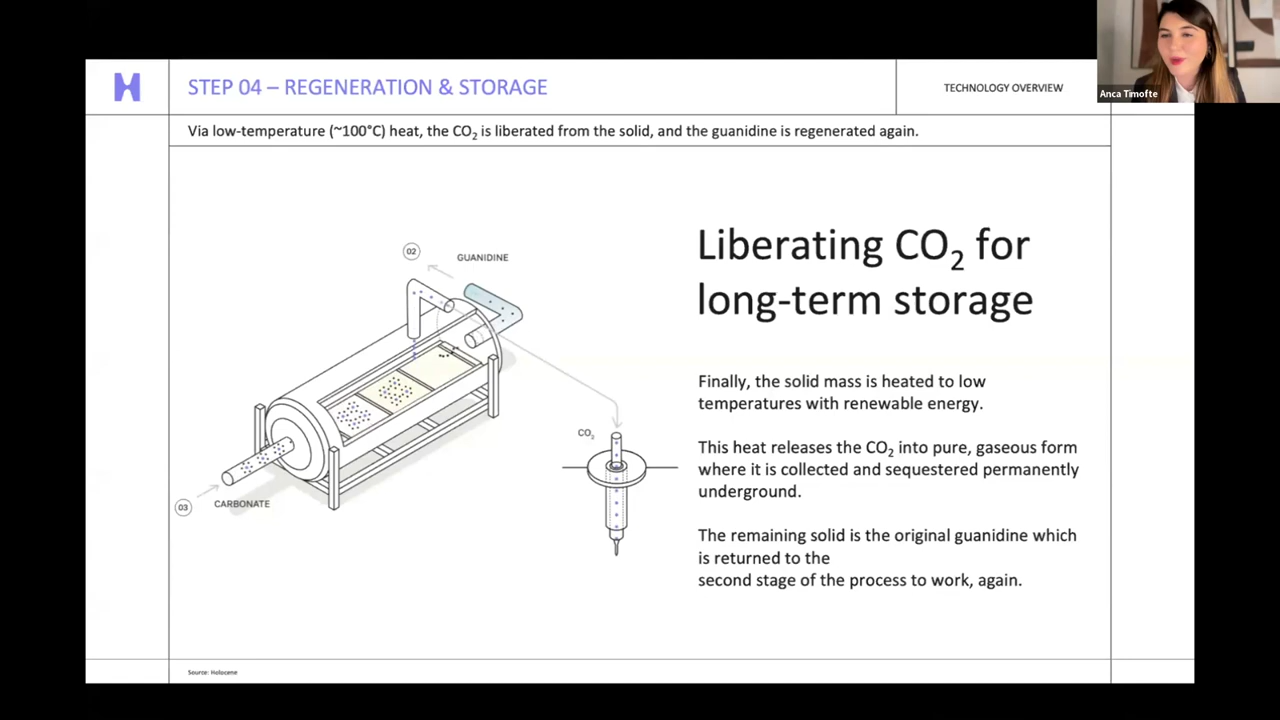 STEP 04 – REGENERATION & STORAGE
TECHNOLOGY OVERVIEW
Anca Timofte
Via low-temperature (~100°C) heat, the CO₂ is liberated from the solid, and the guanidine is regenerated again.
02
GUANIDINE
CO₂
03
CARBONATE
Liberating CO₂ for
long-term storage
Finally, the solid mass is heated to low
temperatures with renewable energy.
This heat releases the CO₂ into pure, gaseous form
where it is collected and sequestered permanently
underground.
The remaining solid is the original guanidine which
is returned to the
second stage of the process to work, again.
Source: Holocene